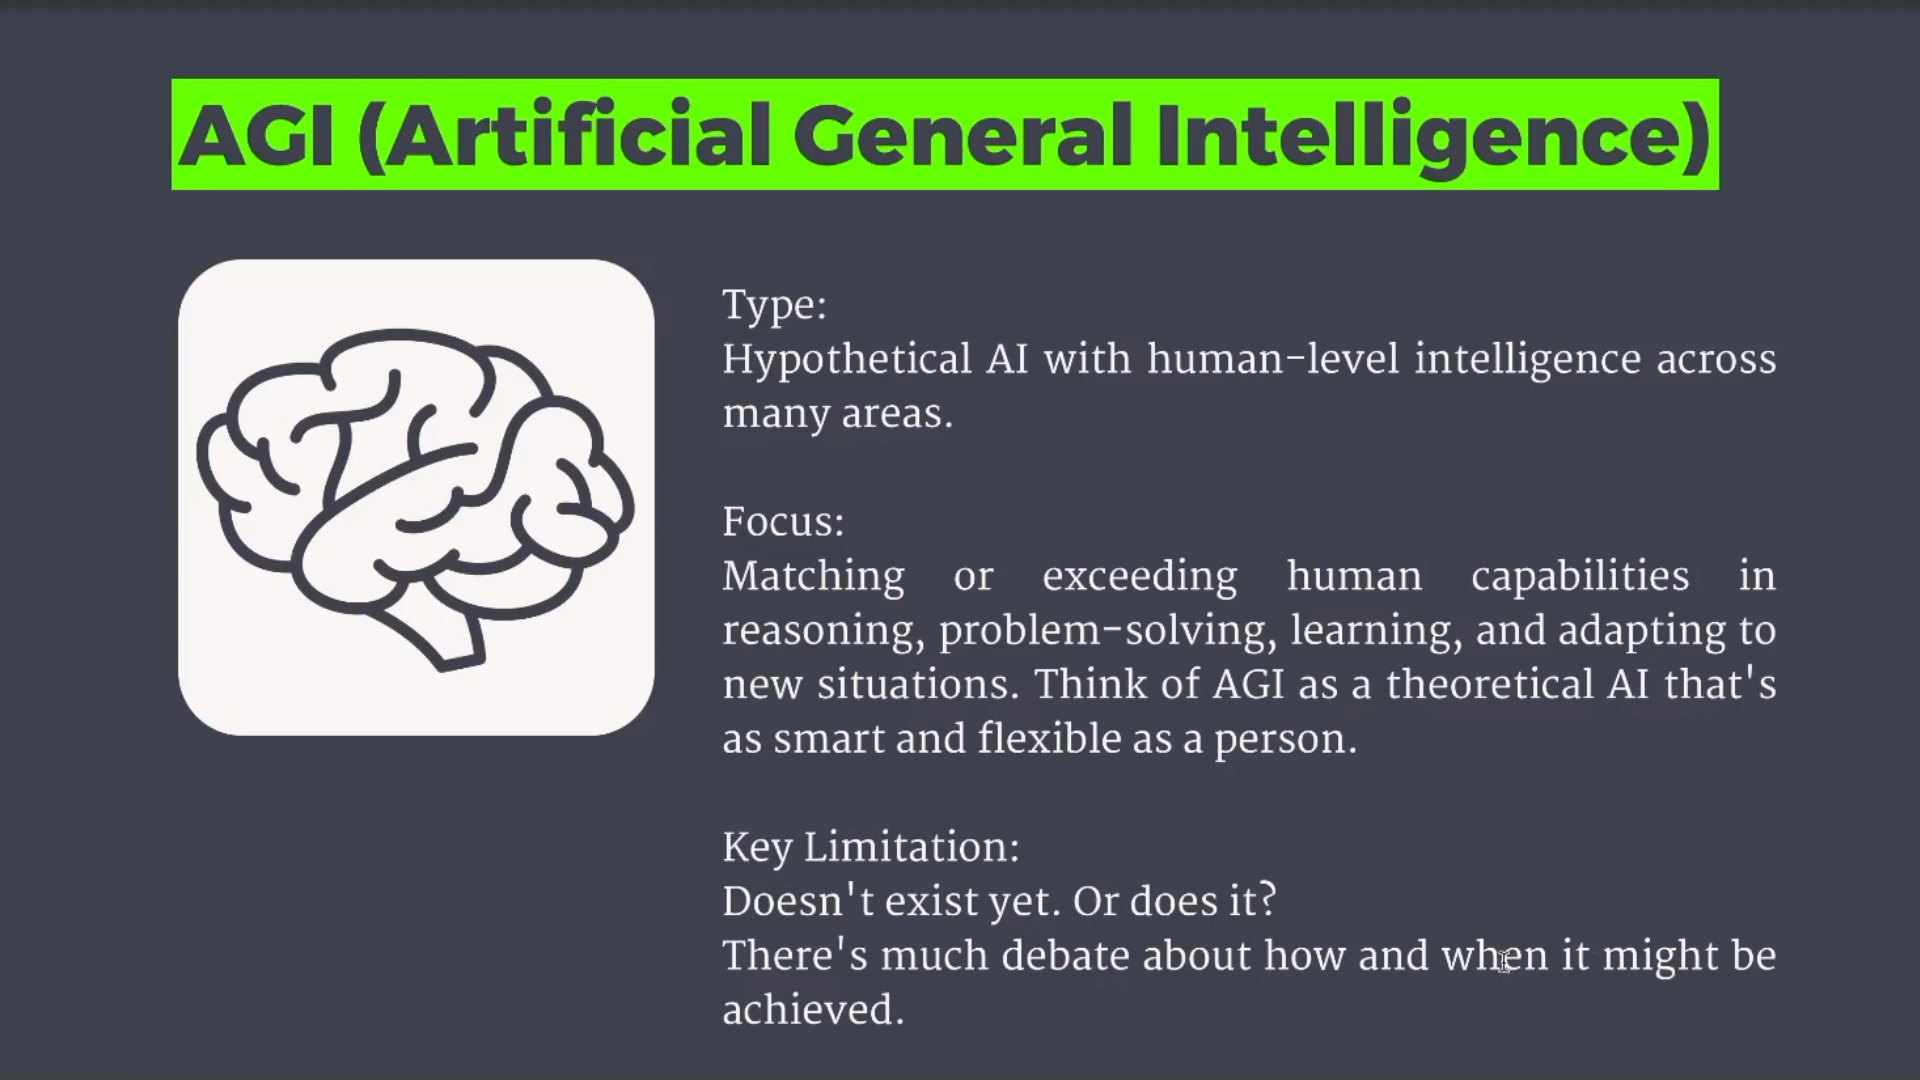 AGI (Artificial General Intelligence)
Type:
Hypothetical AI with human-level intelligence across
many areas.
Focus:
Matching or exceeding human capabilities in
reasoning, problem-solving, learning, and adapting to
new situations. Think of AGI as a theoretical AI that's
as smart and flexible as a person.
Key Limitation:
Doesn't exist yet. Or does it?
There's much debate about how and when it might be
achieved.